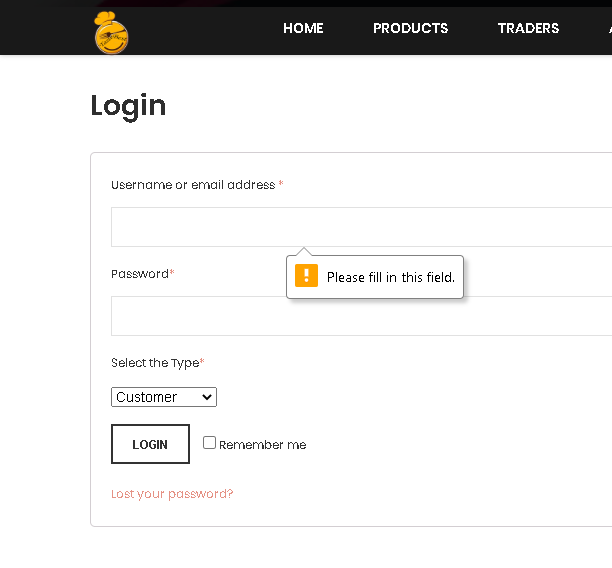 HOME PRODUCTS TRADERS
Login
Username or email address *
Please fill in this field.
Password*
Select the Type*
Customer
LOGIN Remember me
Lost your password?